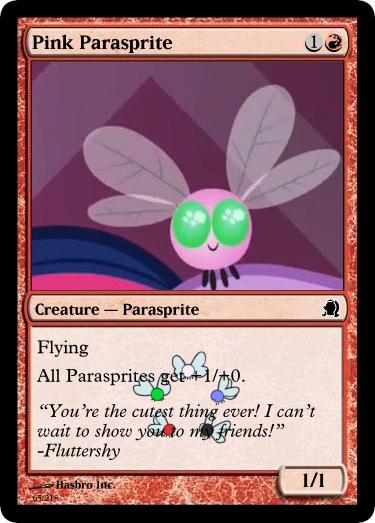 Pink Parasprite 1
Creature — Parasprite
Flying
All Parasprites get +1/+0.
“You're the cutest thing ever! I can't
wait to show you to my friends!”
-Fluttershy
1/1
Hasbro Inc.